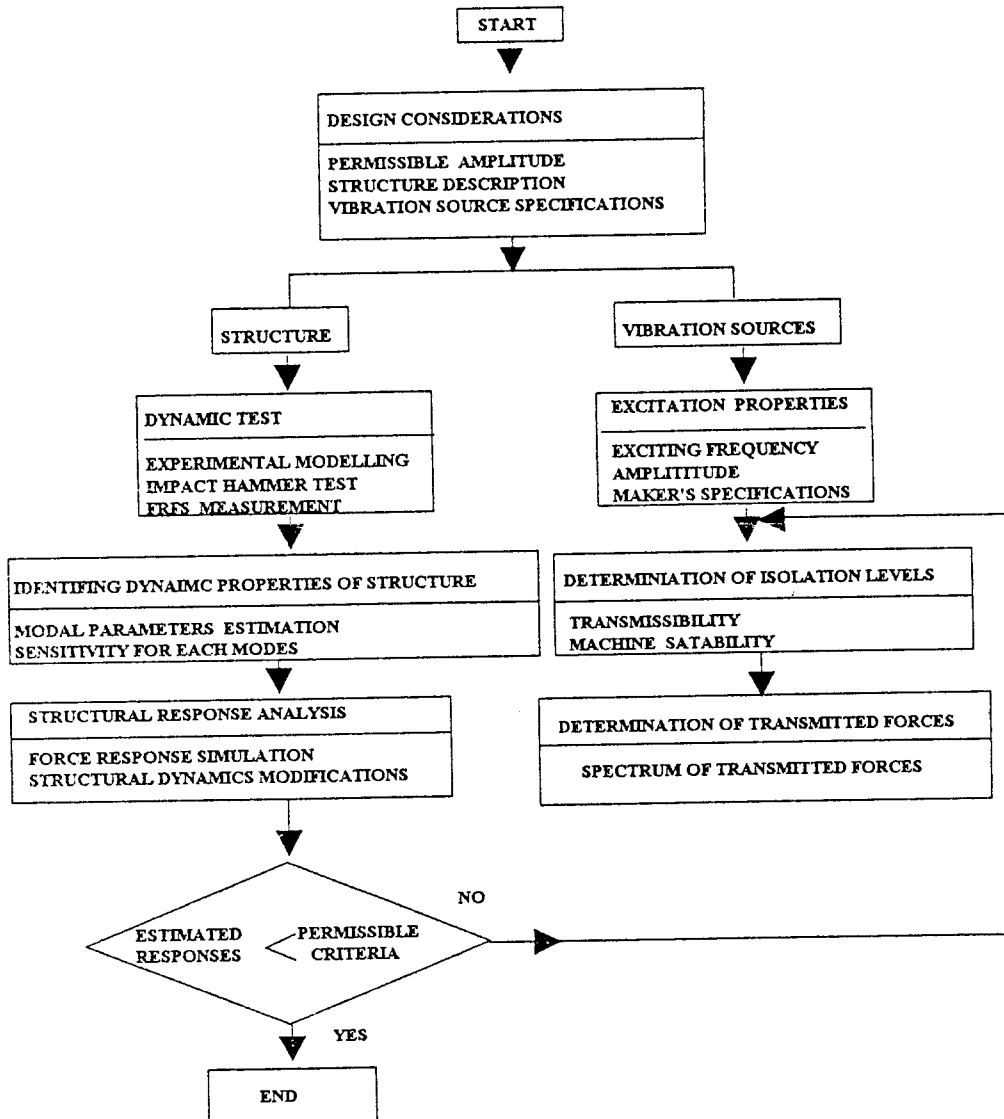 START
DESIGN CONSIDERATIONS
PERMISSIBLE AMPLITUDE
STRUCTURE DESCRIPTION
VIBRATION SOURCE SPECIFICATIONS
STRUCTURE
VIBRATION SOURCES
DYNAMIC TEST
EXPERIMENTAL MODELLING
IMPACT HAMMER TEST
FRFS MEASUREMENT
EXCITATION PROPERTIES
EXCITING FREQUENCY
AMPLITITUDE
MAKER'S SPECIFICATIONS
IDENTIFING DYNAIMC PROPERTIES OF STRUCTURE
MODAL PARAMETERS ESTIMATION
SENSITIVITY FOR EACH MODES
DETERMINIATION OF ISOLATION LEVELS
TRANSMISSIBILITY
MACHINE SATABILITY
STRUCTURAL RESPONSE ANALYSIS
FORCE RESPONSE SIMULATION
STRUCTURAL DYNAMICS MODIFICATIONS
DETERMINATION OF TRANSMITTED FORCES
SPECTRUM OF TRANSMITTED FORCES
NO
ESTIMATED
RESPONSES
<
PERMISSIBLE
CRITERIA
YES
END